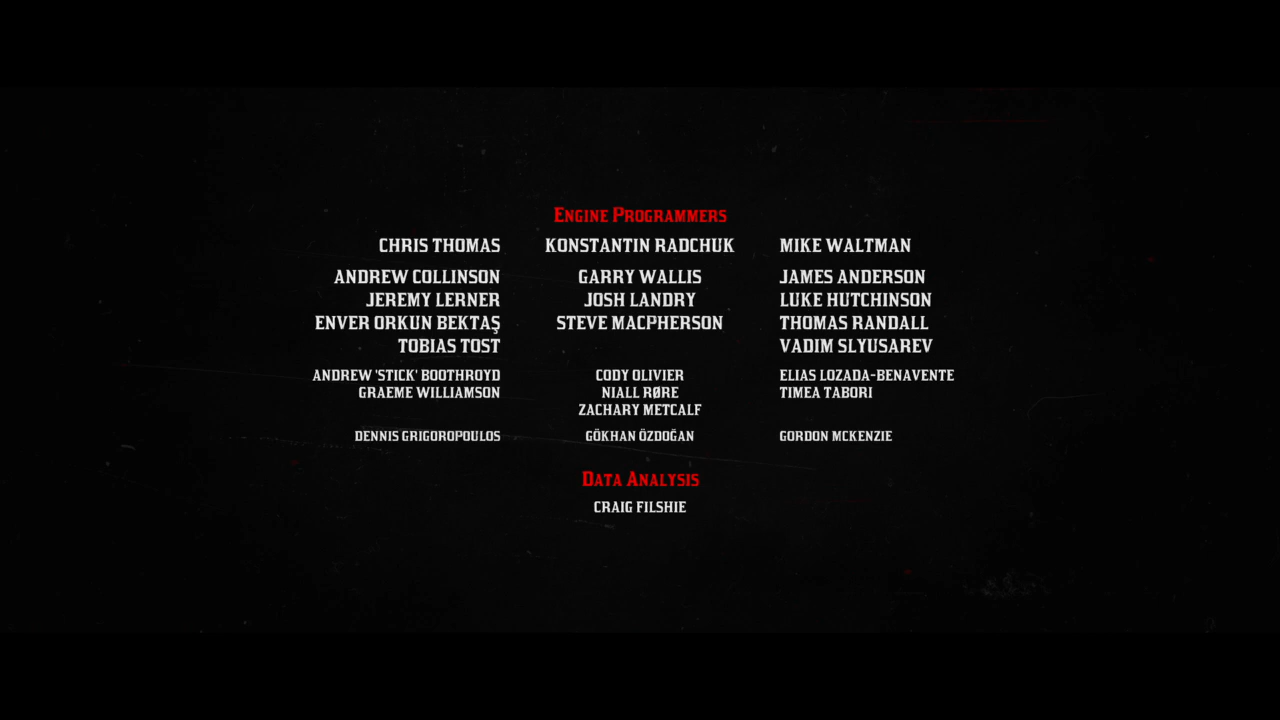 Engine Programmers
CHRIS THOMAS KONSTANTIN RADCHUK MIKE WALTMAN
ANDREW COLLINSON GARRY WALLIS JAMES ANDERSON
JEREMY LERNER JOSH LANDRY LUKE HUTCHINSON
ENVER ORKUN BEKTAŞ STEVE MACPHERSON THOMAS RANDALL
TOBIAS TOST VADIM SLYUSAREV
ANDREW 'STICK' BOOTHROYD CODY OLIVIER ELIAS LOZADA-BENAVENTE
GRAEME WILLIAMSON NIALL RØRE TIMEA TABORI
ZACHARY METCALF
DENNIS GRIGOROPOULOS GÖKHAN ÖZDOĞAN GORDON MCKENZIE
Data Analysis
CRAIG FILSHIE